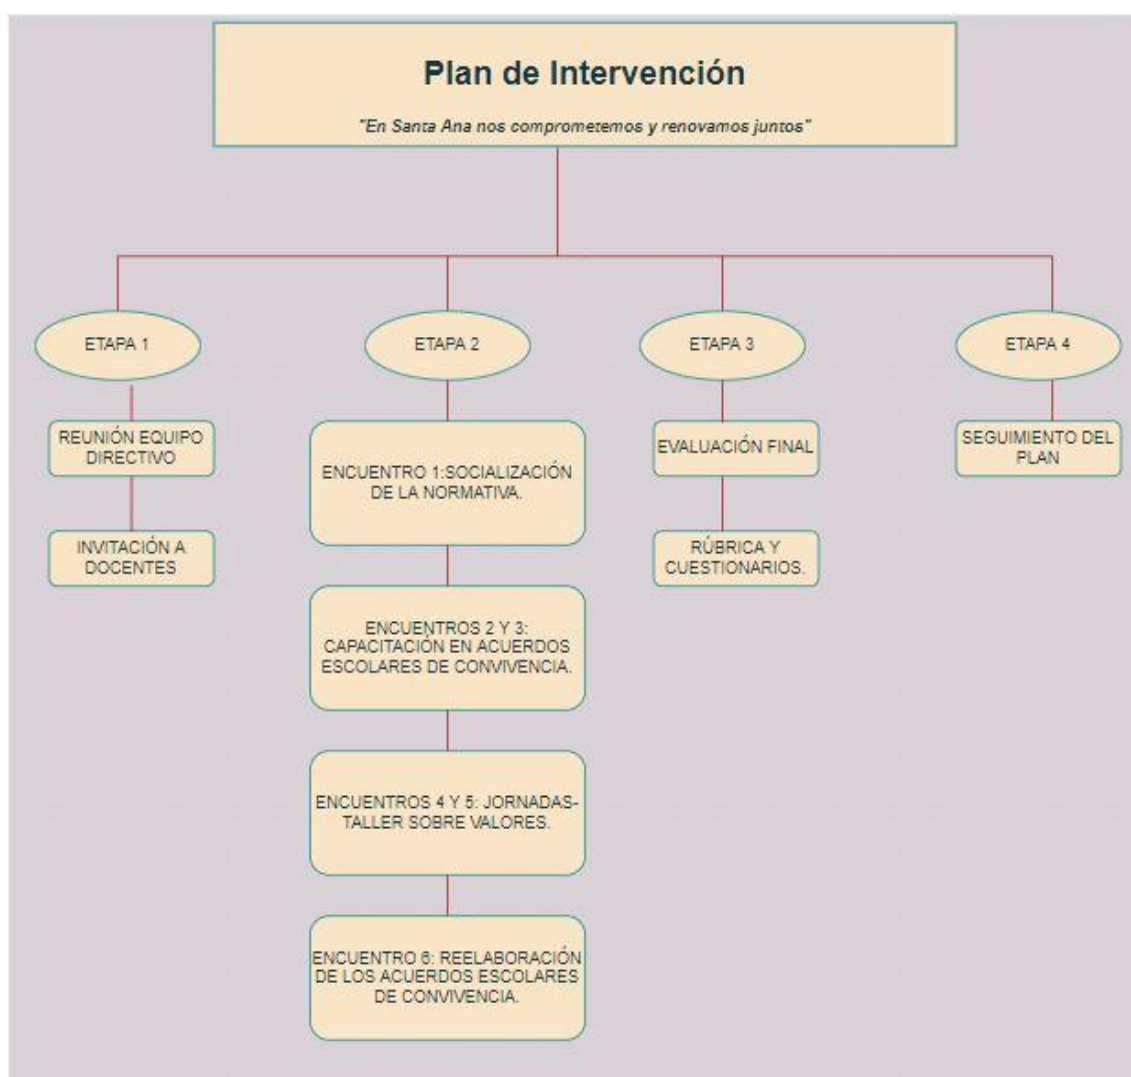 Plan de Intervención
"En Santa Ana nos comprometemos y renovamos juntos"
ETAPA 1
REUNIÓN EQUIPO
DIRECTIVO
INVITACIÓN A
DOCENTES
ETAPA 2
ENCUENTRO 1:SOCIALIZACIÓN
DE LA NORMATIVA.
ENCUENTROS 2 Y 3:
CAPACITACIÓN EN ACUERDOS
ESCOLARES DE CONVIVENCIA.
ENCUENTROS 4 Y 5: JORNADAS-
TALLER SOBRE VALORES.
ENCUENTRO 6: REELABORACIÓN
DE LOS ACUERDOS ESCOLARES
DE CONVIVENCIA.
ETAPA 3
EVALUACIÓN FINAL
RÚBRICA Y
CUESTIONARIOS.
ETAPA 4
SEGUIMIENTO DEL
PLAN